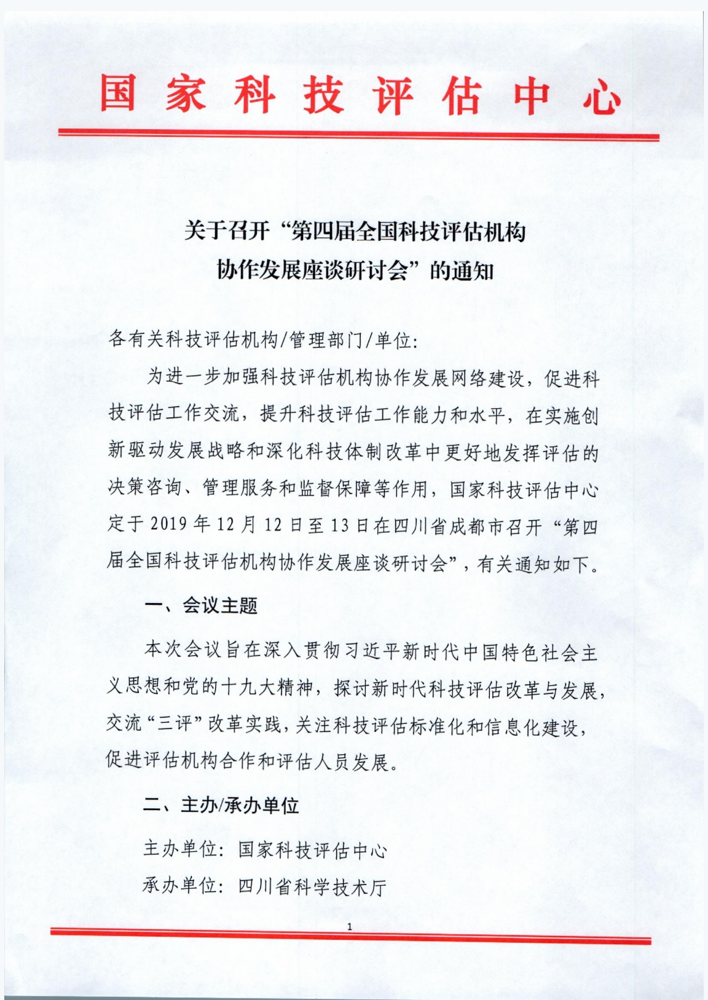 国家科技评估中心
关于召开“第四届全国科技评估机构
协作发展座谈研讨会”的通知
各有关科技评估机构/管理部门/单位：
为进一步加强科技评估机构协作发展网络建设，促进科
技评估工作交流，提升科技评估工作能力和水平，在实施创
新驱动发展战略和深化科技体制改革中更好地发挥评估的
决策咨询、管理服务和监督保障等作用，国家科技评估中心
定于2019年12月12日至13日在四川省成都市召开“第四
届全国科技评估机构协作发展座谈研讨会”，有关通知如下。
一、会议主题
本次会议旨在深入贯彻习近平新时代中国特色社会主
义思想和党的十九大精神，探讨新时代科技评估改革与发展，
交流“三评”改革实践，关注科技评估标准化和信息化建设，
促进评估机构合作和评估人员发展。
二、主办/承办单位
主办单位：国家科技评估中心
承办单位：四川省科学技术厅
1